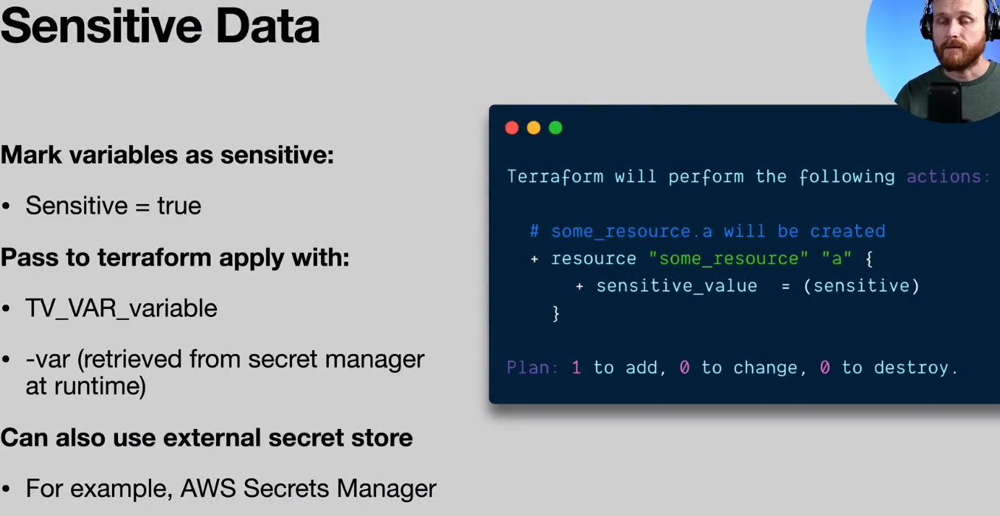 Sensitive Data
Mark variables as sensitive:
• Sensitive = true
Pass to terraform apply with:
• TV_VAR_variable
• -var (retrieved from secret manager
at runtime)
Can also use external secret store
• For example, AWS Secrets Manager
Terraform will perform the following actions:
# some_resource.a will be created
+ resource "some_resource" "a" {
+ sensitive_value = (sensitive)
}
Plan: 1 to add, 0 to change, 0 to destroy.